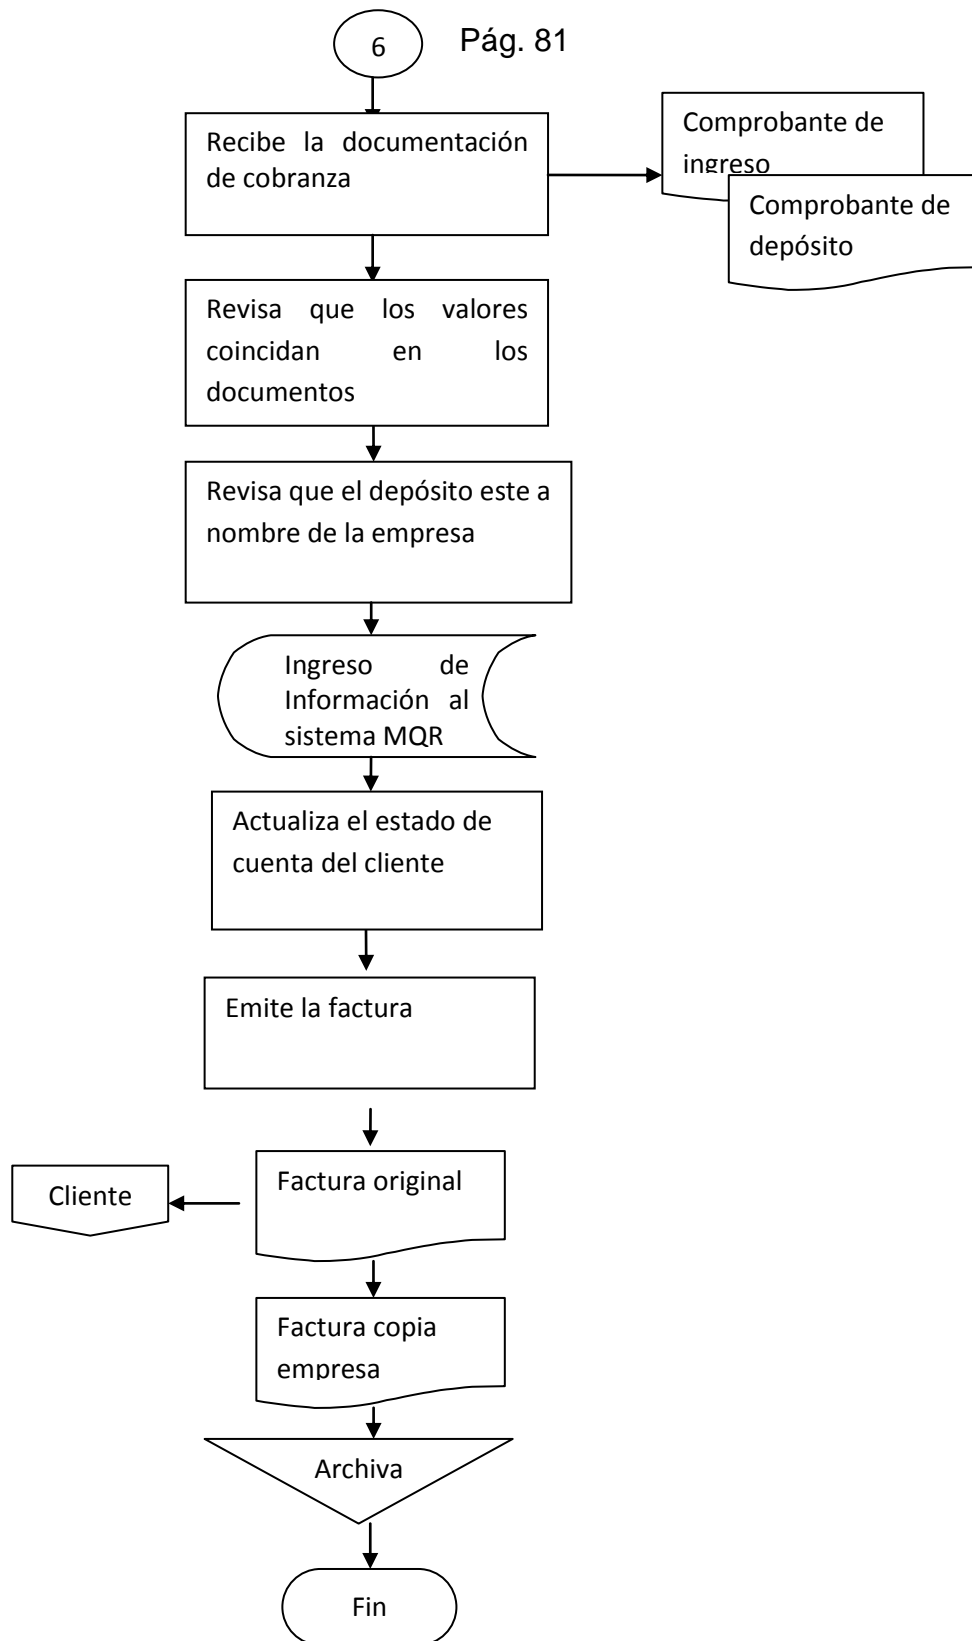 6
Pág. 81
Recibe la documentación
de cobranza
Comprobante de
ingreso
Comprobante de
depósito
Revisa que los valores
coincidan en los
documentos
Revisa que el depósito este a
nombre de la empresa
Ingreso de
Información al
sistema MQR
Actualiza el estado de
cuenta del cliente
Emite la factura
Factura original
Cliente
Factura copia
empresa
Archiva
Fin